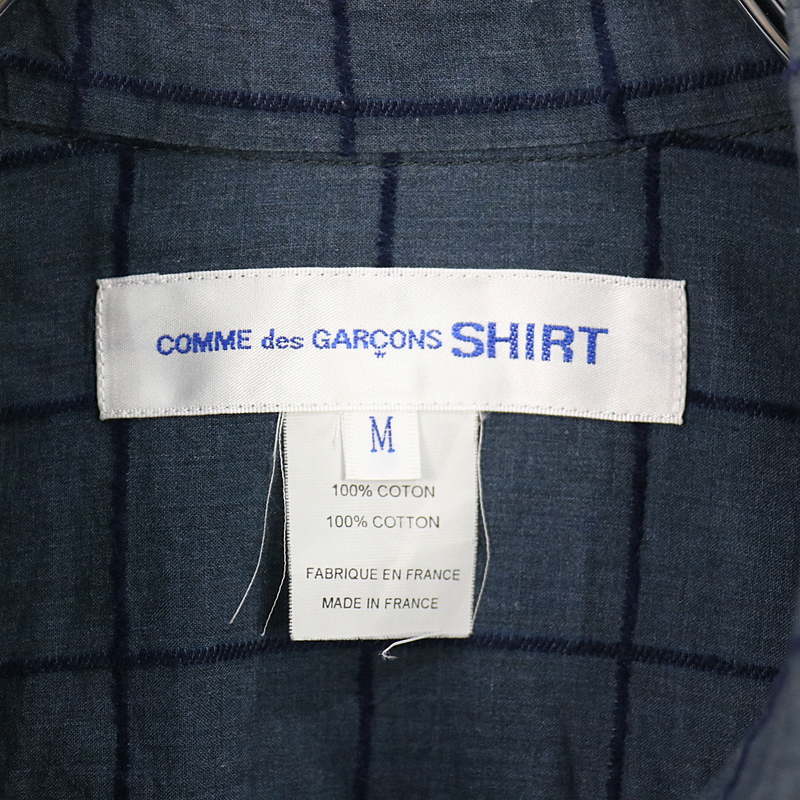 COMME des GARÇONS SHIRT
M
100% COTON
100% COTTON
FABRIQUE EN FRANCE
MADE IN FRANCE